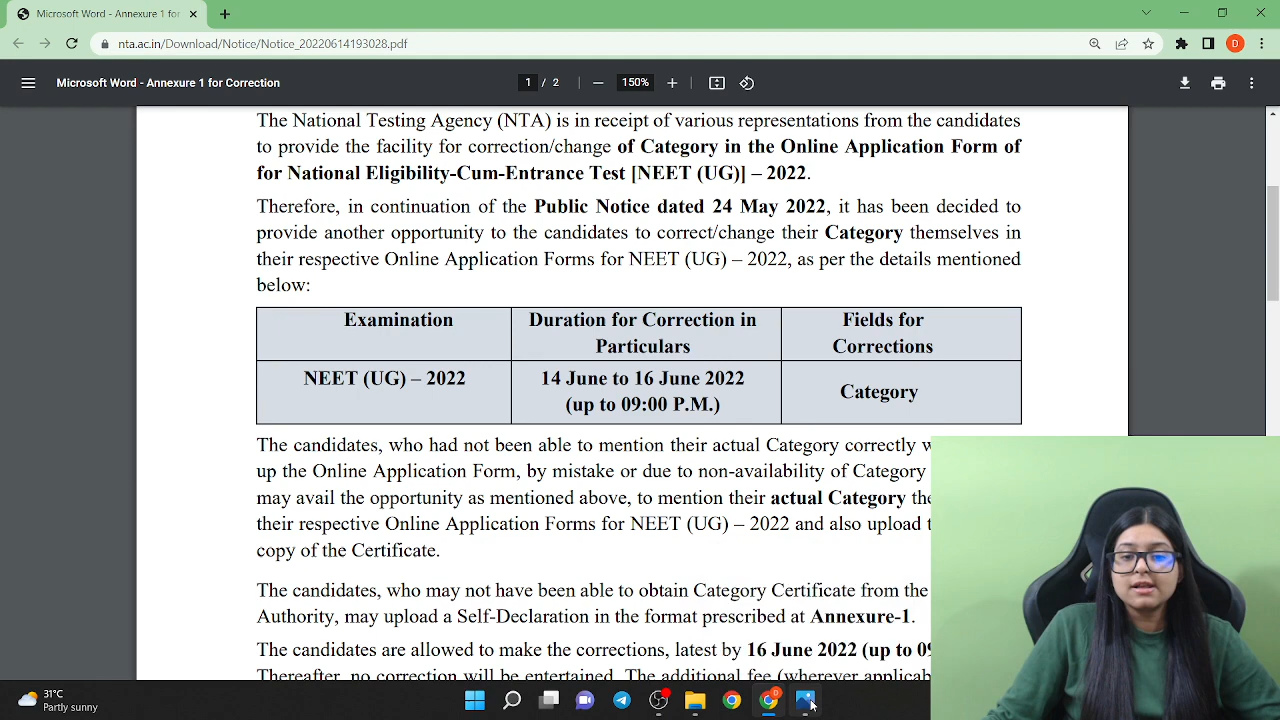 Microsoft Word - Annexure 1 for
nta.ac.in/Download/Notice/Notice_20220614193028.pdf
D
Microsoft Word - Annexure 1 for Correction
1 / 2
150%
The National Testing Agency (NTA) is in receipt of various representations from the candidates
to provide the facility for correction/change of Category in the Online Application Form of
for National Eligibility-Cum-Entrance Test [NEET (UG)] – 2022.
Therefore, in continuation of the Public Notice dated 24 May 2022, it has been decided to
provide another opportunity to the candidates to correct/change their Category themselves in
their respective Online Application Forms for NEET (UG) – 2022, as per the details mentioned
below:
Examination
Duration for Correction in
Particulars
Fields for
Corrections
NEET (UG) – 2022
14 June to 16 June 2022
(up to 09:00 P.M.)
Category
The candidates, who had not been able to mention their actual Category correctly
up the Online Application Form, by mistake or due to non-availability of Category
may avail the opportunity as mentioned above, to mention their actual Category
their respective Online Application Forms for NEET (UG) – 2022 and also upload
copy of the Certificate.
The candidates, who may not have been able to obtain Category Certificate from the
Authority, may upload a Self-Declaration in the format prescribed at Annexure-1.
The candidates are allowed to make the corrections, latest by 16 June 2022 (up to
Thereafter, no correction will be entertained. The additional fee (wherever
31°C
Partly sunny